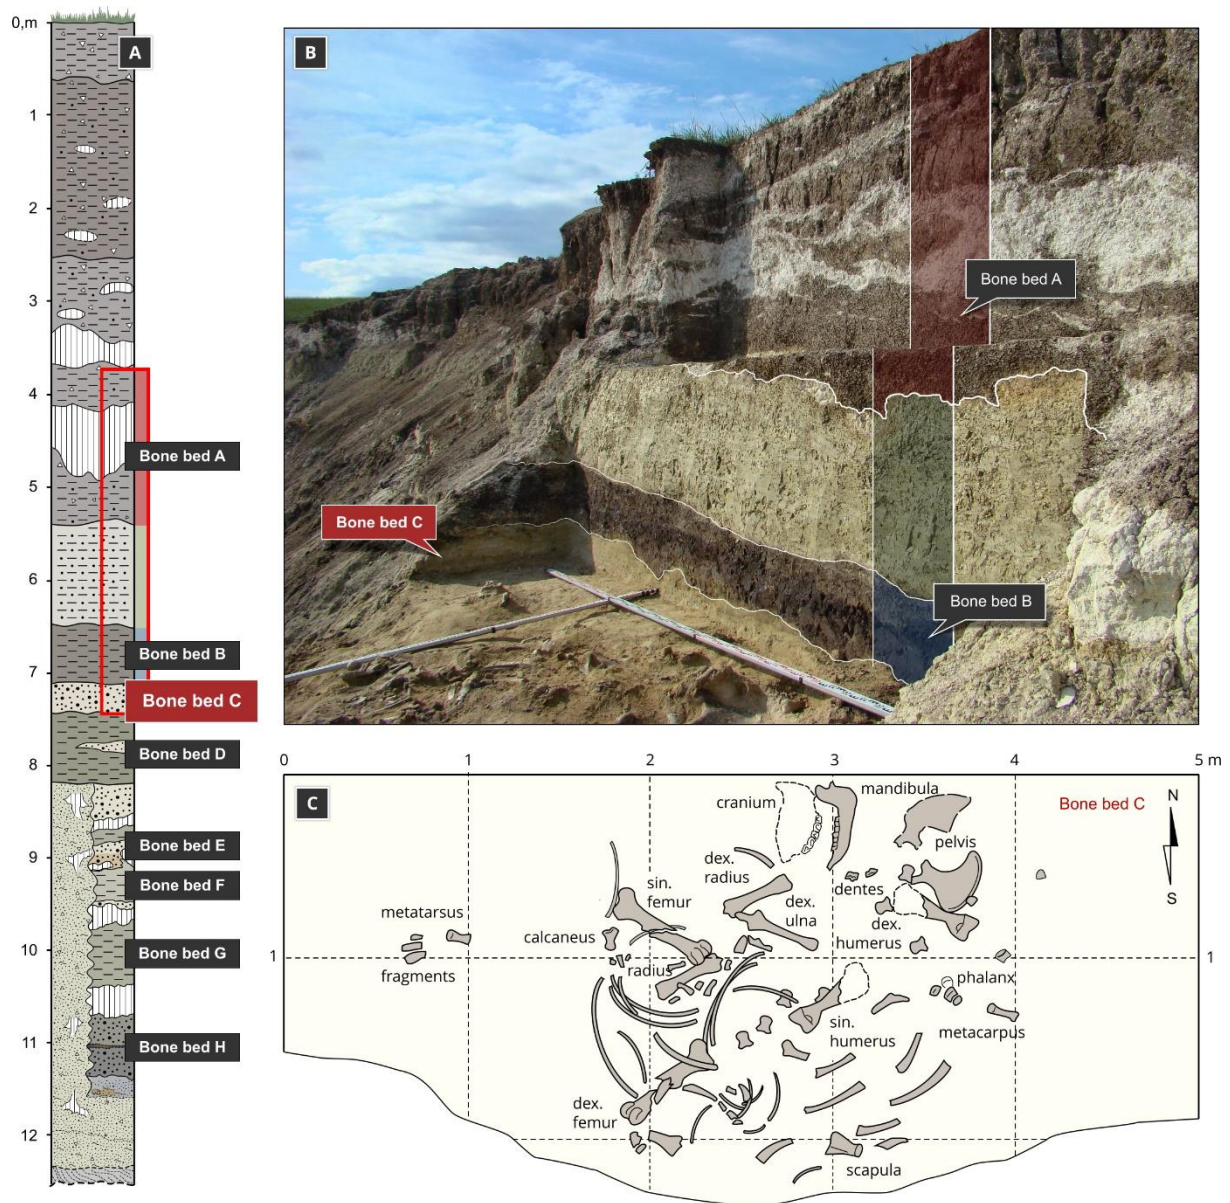 0,m
A
1
2
3
4
5
6
7
8
9
10
11
12
Bone bed A
Bone bed B
Bone bed C
Bone bed D
Bone bed E
Bone bed F
Bone bed G
Bone bed H
B
Bone bed A
Bone bed C
Bone bed B
0
1
2
3
4
5 m
C
cranium
mandibula
Bone bed C
N
S
pelvis
dex.
radius
sin.
femur
dentes
dex.
ulna
dex.
humerus
metatarsus
calcaneus
1
1
fragments
radius
phalanx
sin.
humerus
metacarpus
dex.
femur
scapula